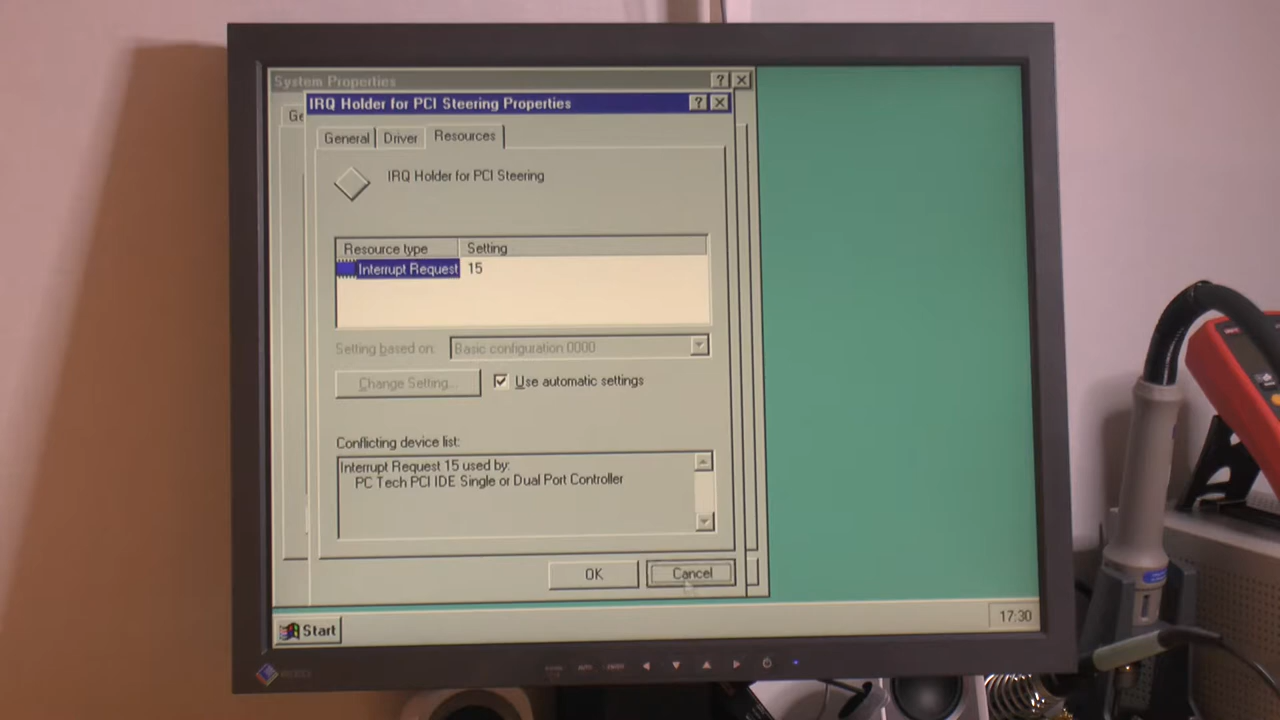 System Properties
IRQ Holder for PCI Steering Properties
Ge
General Driver Resources
IRQ Holder for PCI Steering
Resource type Setting
Interrupt Request 15
Setting based on: Basic configuration 0000
Change Setting... Use automatic settings
Conflicting device list:
Interrupt Request 15 used by:
PC Tech PCI IDE Single or Dual Port Controller
OK Cancel
Start 17:30